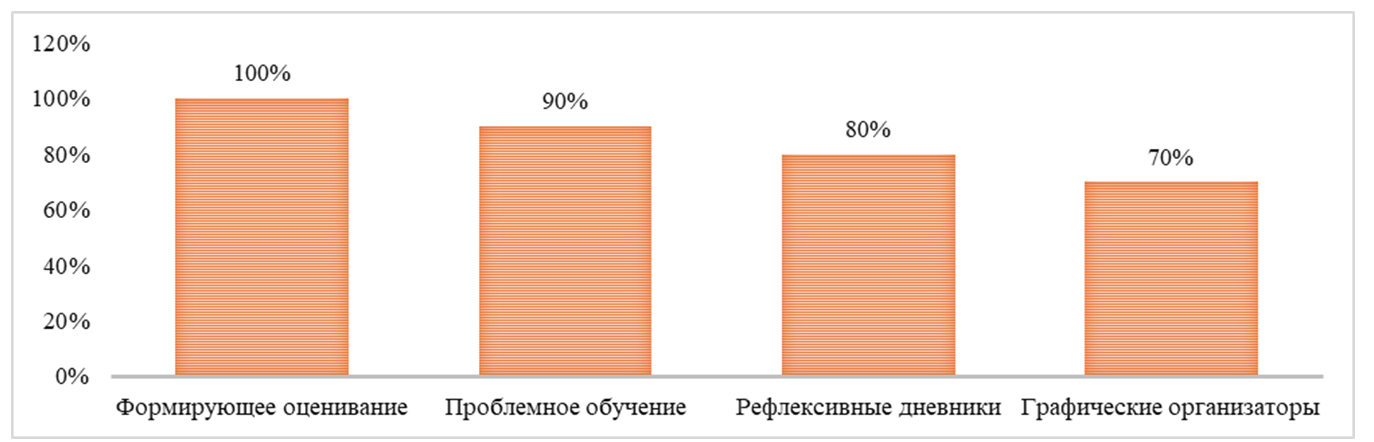 120%
100%
80%
60%
40%
20%
0%
100%
90%
80%
70%
Формирующее оценивание
Проблемное обучение
Рефлексивные дневники
Графические организаторы